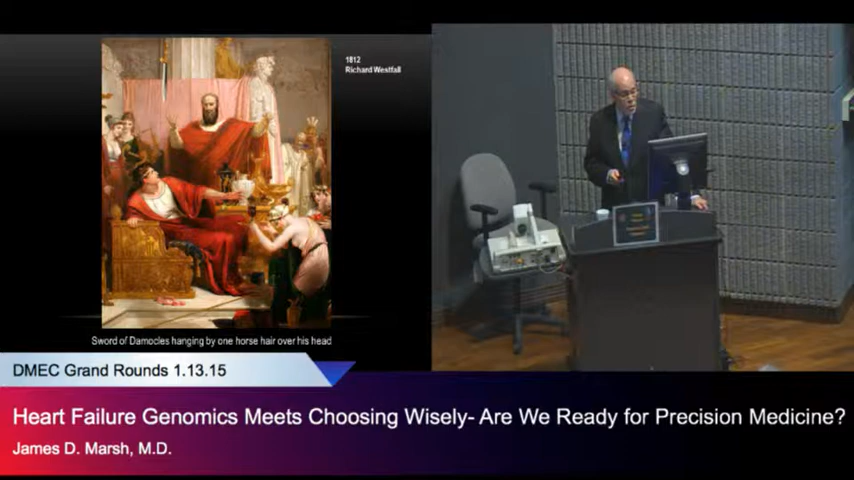 1812
Richard Westfall
Sword of Damocles hanging by one horse hair over his head
DMEC Grand Rounds 1.13.15
Heart Failure Genomics Meets Choosing Wisely- Are We Ready for Precision Medicine?
James D. Marsh, M.D.